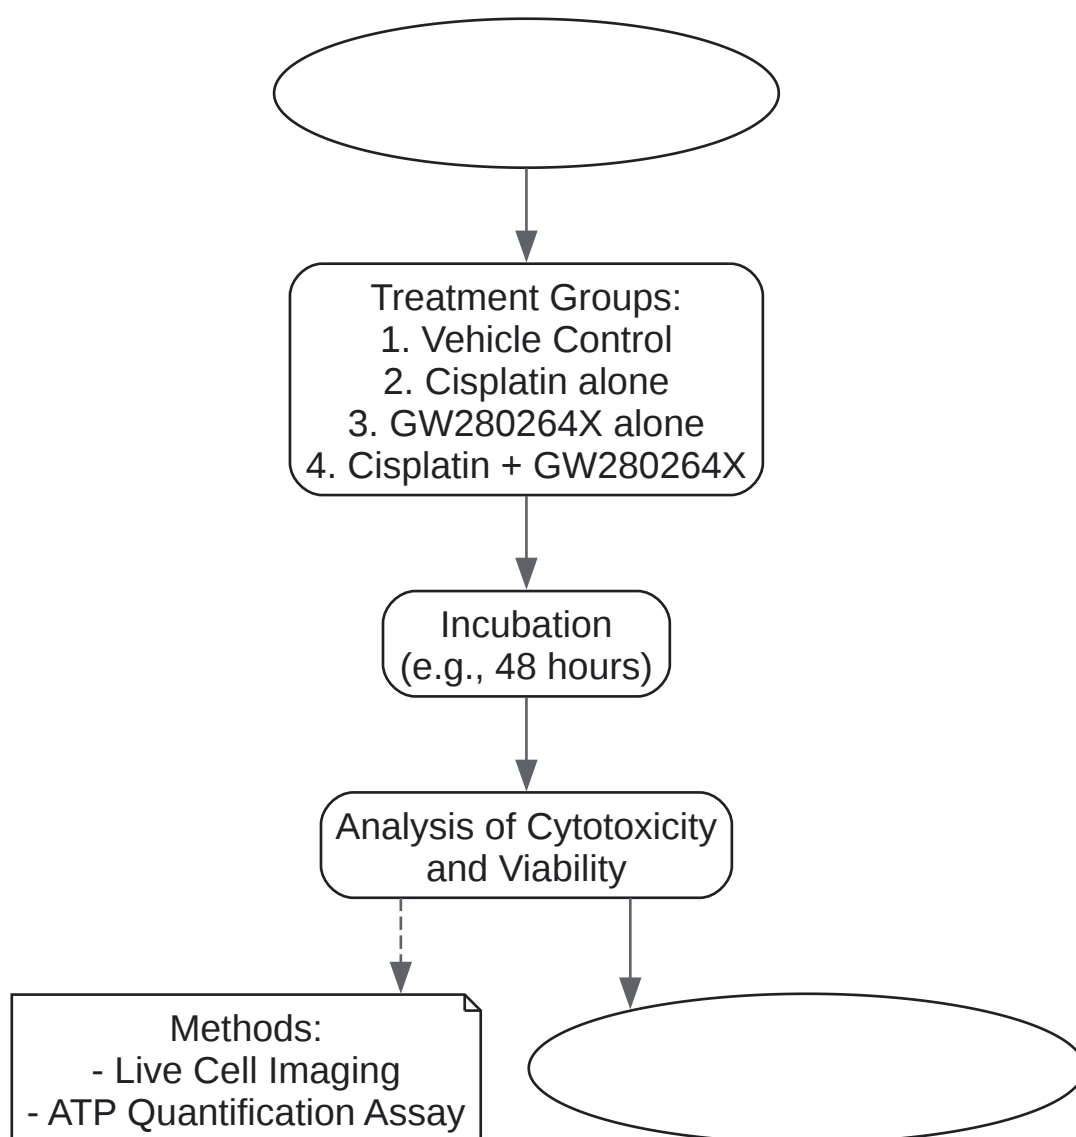 Treatment Groups:
1. Vehicle Control
2. Cisplatin alone
3. GW280264X alone
4. Cisplatin + GW280264X
Incubation
(e.g., 48 hours)
Analysis of Cytotoxicity
and Viability
Methods:
- Live Cell Imaging
- ATP Quantification Assay